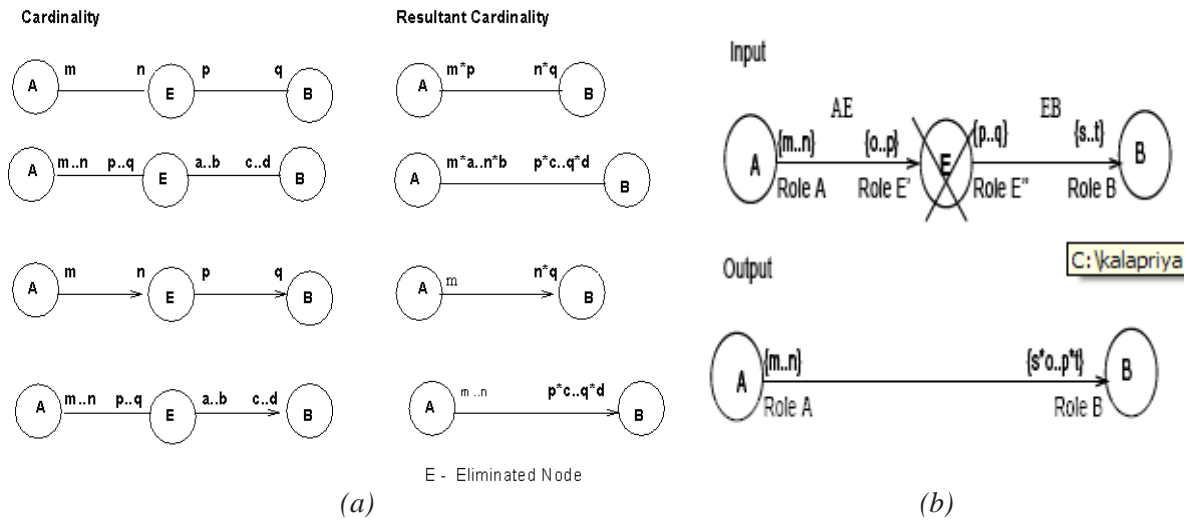 Cardinality
Resultant Cardinality
A m n E p q B
A m*p n*q B
A m..n p..q E a..b c..d B
A m*a..n*b p*c..q*d B
A m n E p q B
A m n*q B
A m..n p..q E a..b c..d B
A m..n p*c..q*d B
E - Eliminated Node
(a)
Input
AE EB
{m..n} {o..p} {p..q} {s..t}
A E B
Role A Role E' Role E" Role B
C:\kalapriya
Output
{m..n} {s*o..p*t}
A B
Role A Role B
(b)